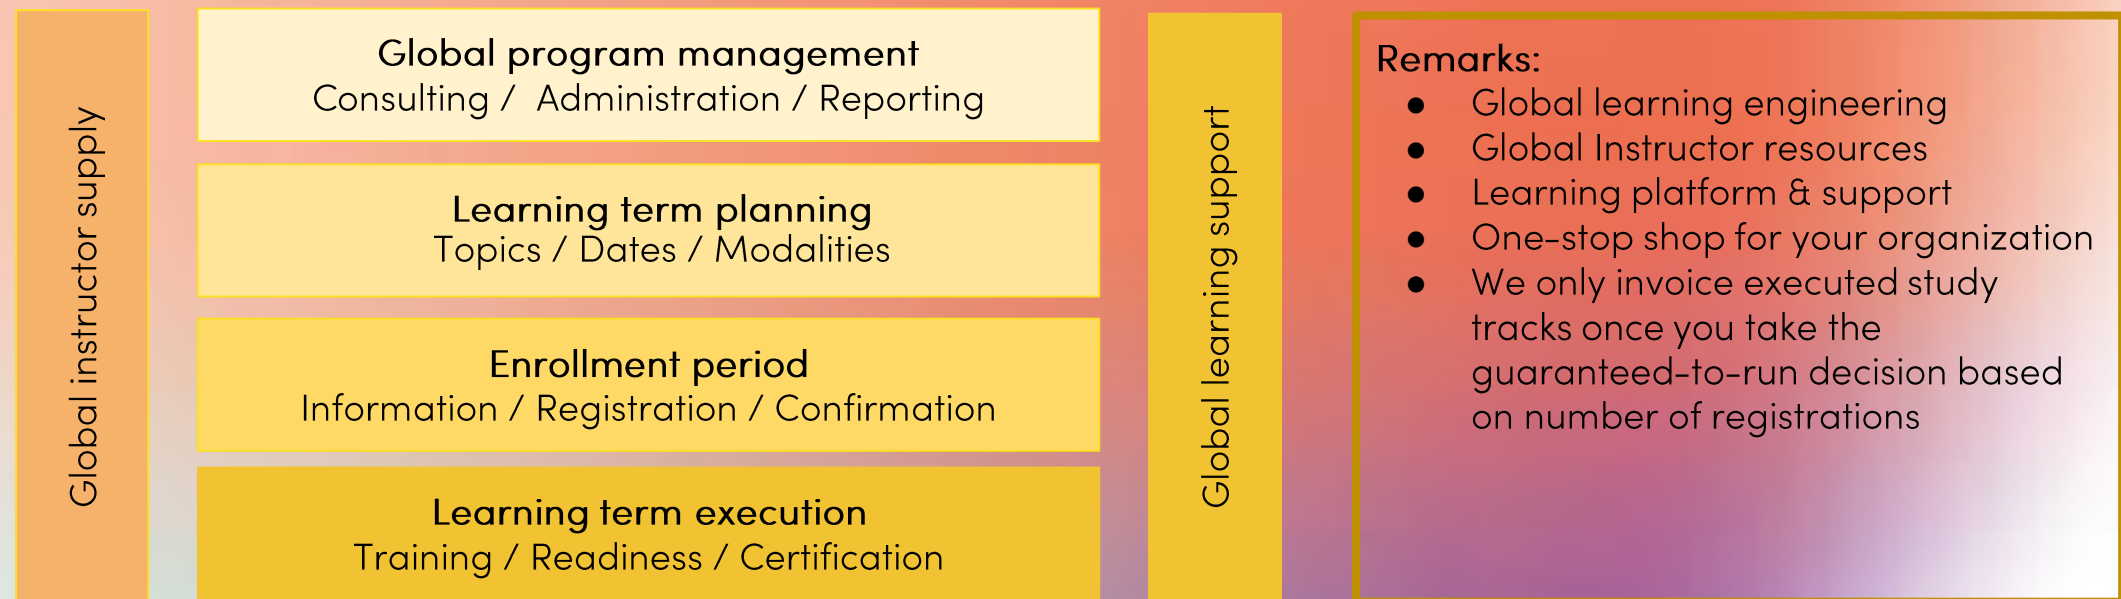 Global instructor supply
Global program management
Consulting /  Administration / Reporting
Learning term planning
Topics / Dates / Modalities
Enrollment period
Information / Registration / Confirmation
Learning term execution
Training / Readiness / Certification
Global learning support
Remarks:
● Global learning engineering
● Global Instructor resources
● Learning platform & support
● One-stop shop for your organization
● We only invoice executed study
tracks once you take the
guaranteed-to-run decision based
on number of registrations